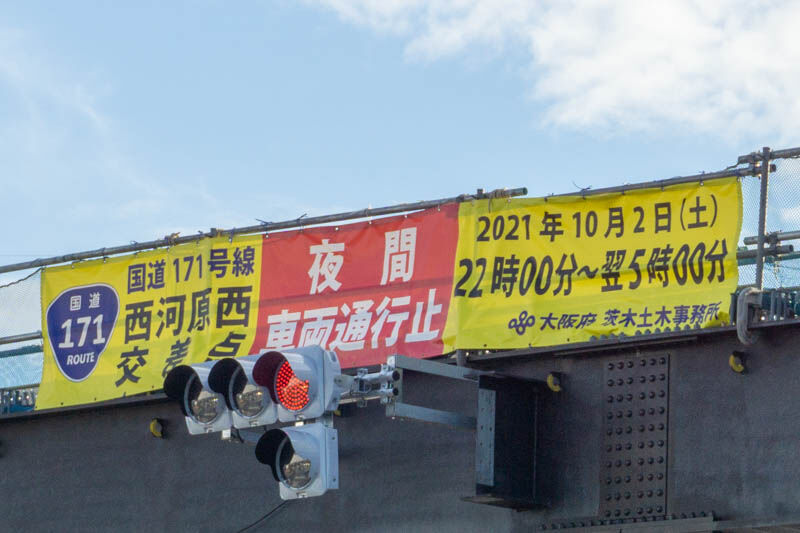 国道
171
ROUTE
国道171号線
西河原西
交差点
夜間
車両通行止
2021年10月2日(土)
22時00分~翌5時00分
大阪府 茨木土木事務所